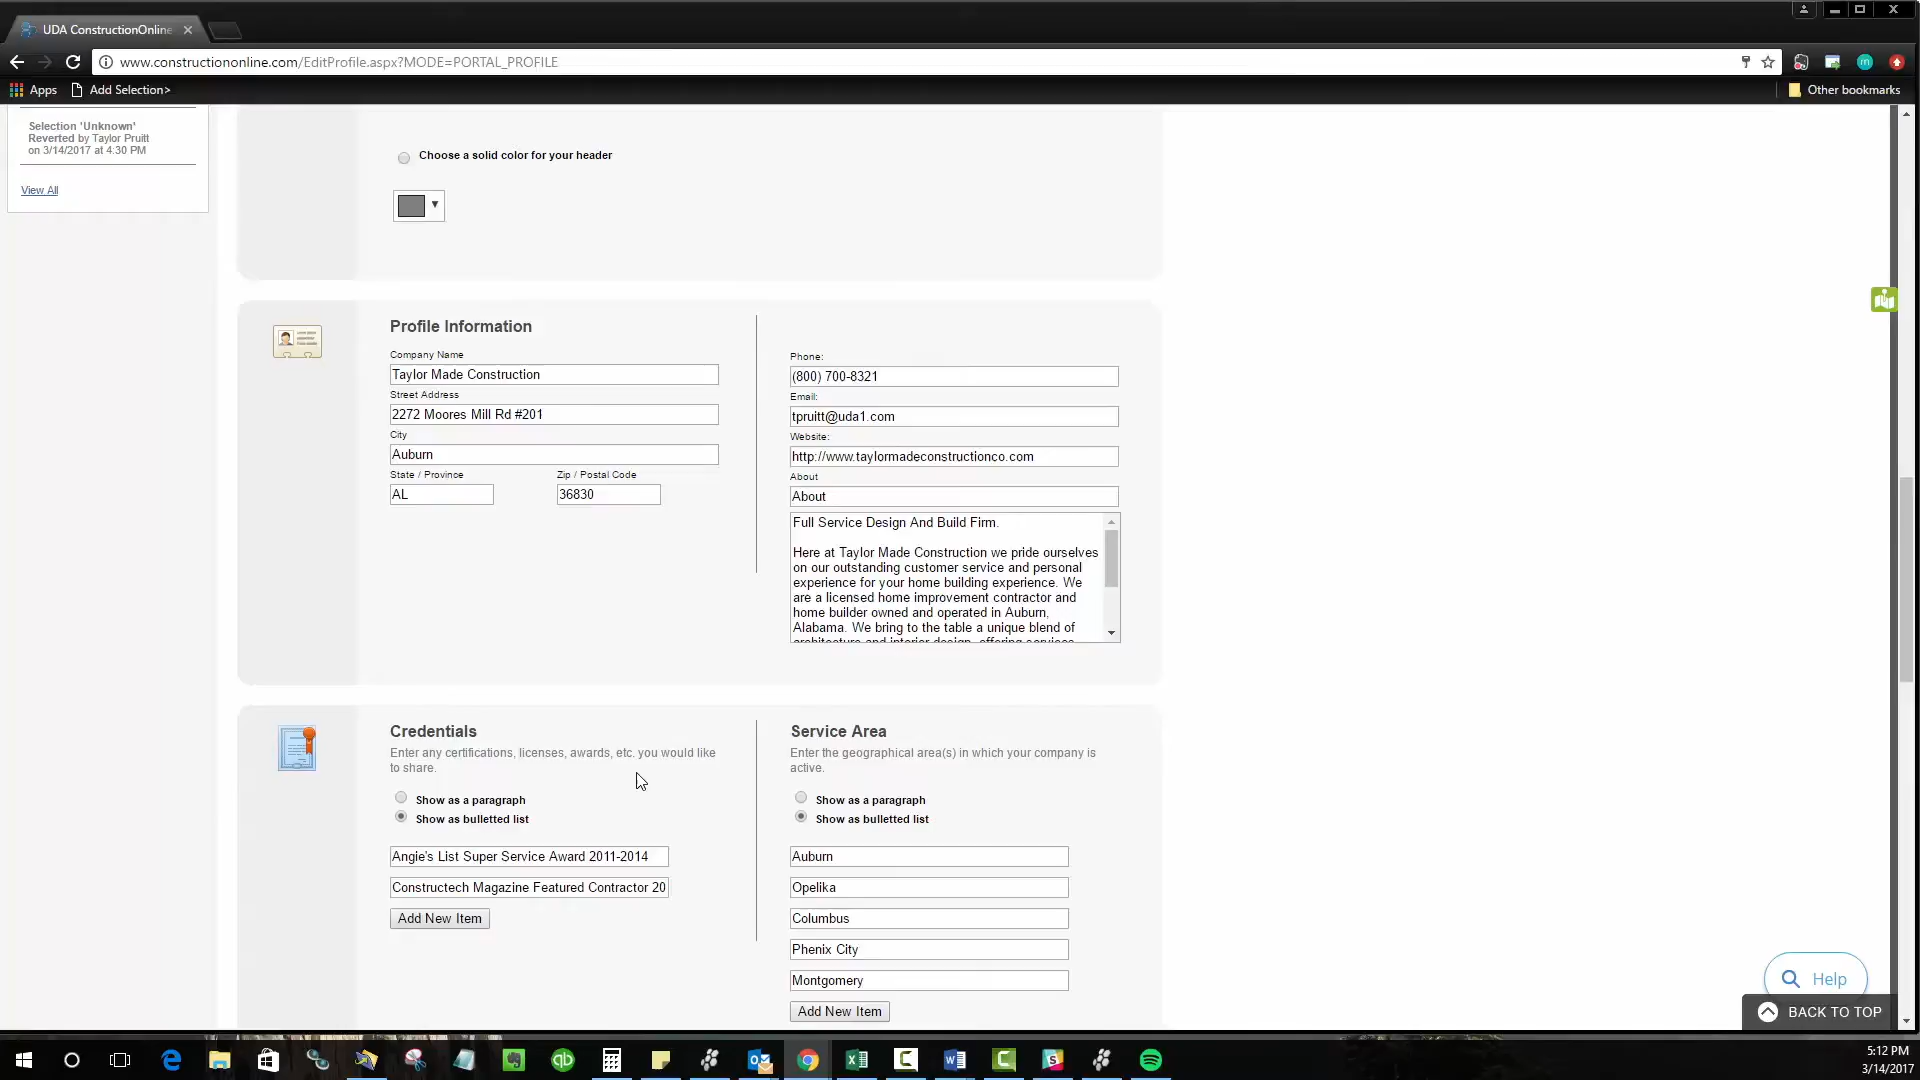 UDA ConstructionOnline
www.constructiononline.com/EditProfile.aspx?MODE=PORTAL_PROFILE
Apps
Add Selection>
Other bookmarks
Selection 'Unknown'
Reverted by Taylor Pruitt
on 3/14/2017 at 4:30 PM
View All
Choose a solid color for your header
Profile Information
Company Name
Taylor Made Construction
Street Address
2272 Moores Mill Rd #201
City
Auburn
State / Province
Zip / Postal Code
AL
36830
Phone:
(800) 700-8321
Email:
tpruitt@uda1.com
Website:
http://www.taylormadeconstructionco.com
About
About
Full Service Design And Build Firm.
Here at Taylor Made Construction we pride ourselves
on our outstanding customer service and personal
experience for your home building experience. We
are a licensed home improvement contractor and
home builder owned and operated in Auburn,
Alabama. We bring to the table a unique blend of
architecture and interior design, offering services
Credentials
Enter any certifications, licenses, awards, etc. you would like
to share.
Show as a paragraph
Show as bulletted list
Angie's List Super Service Award 2011-2014
Constructech Magazine Featured Contractor 20
Add New Item
Service Area
Enter the geographical area(s) in which your company is
active.
Show as a paragraph
Show as bulletted list
Auburn
Opelika
Columbus
Phenix City
Montgomery
Add New Item
Help
BACK TO TOP
5:12 PM
3/14/2017